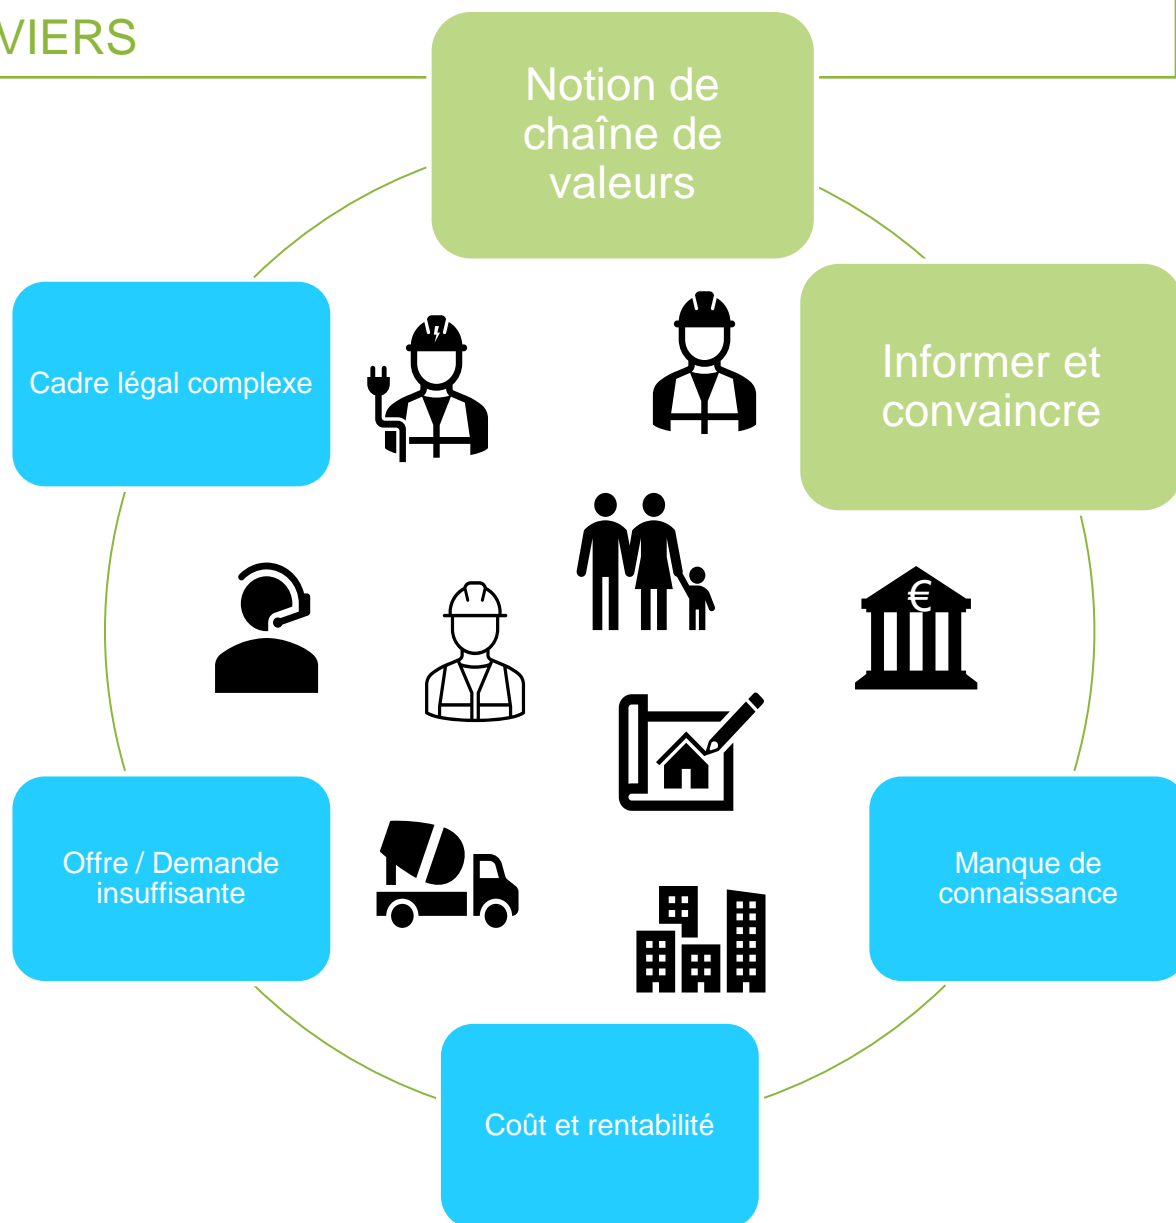 VIERS
Notion de
chaîne de
valeurs
Informer et
convaincre
Cadre légal complexe
€
Offre / Demande
insuffisante
Manque de
connaissance
Coût et rentabilité